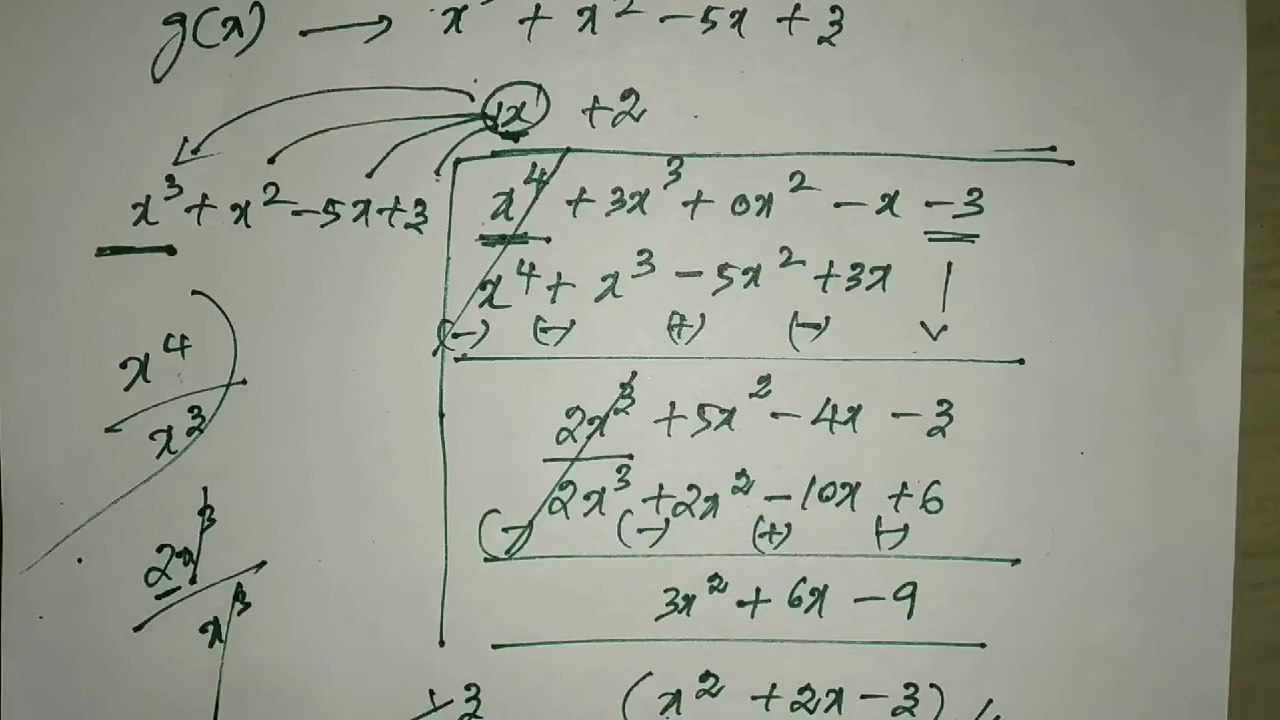 g(x) → x³ + x² - 5x + 3
x +2
x³ + x² - 5x + 3 | x⁴ + 3x³ + 0x² - x - 3
x⁴ + x³ - 5x² + 3x
(-) (-) (+) (-)
x⁴/x³
2x³ + 5x² - 4x - 3
2x³ + 2x² - 10x + 6
(-) (-) (+) (-)
2x³/x³
3x² + 6x - 9
÷3 (x² + 2x - 3)